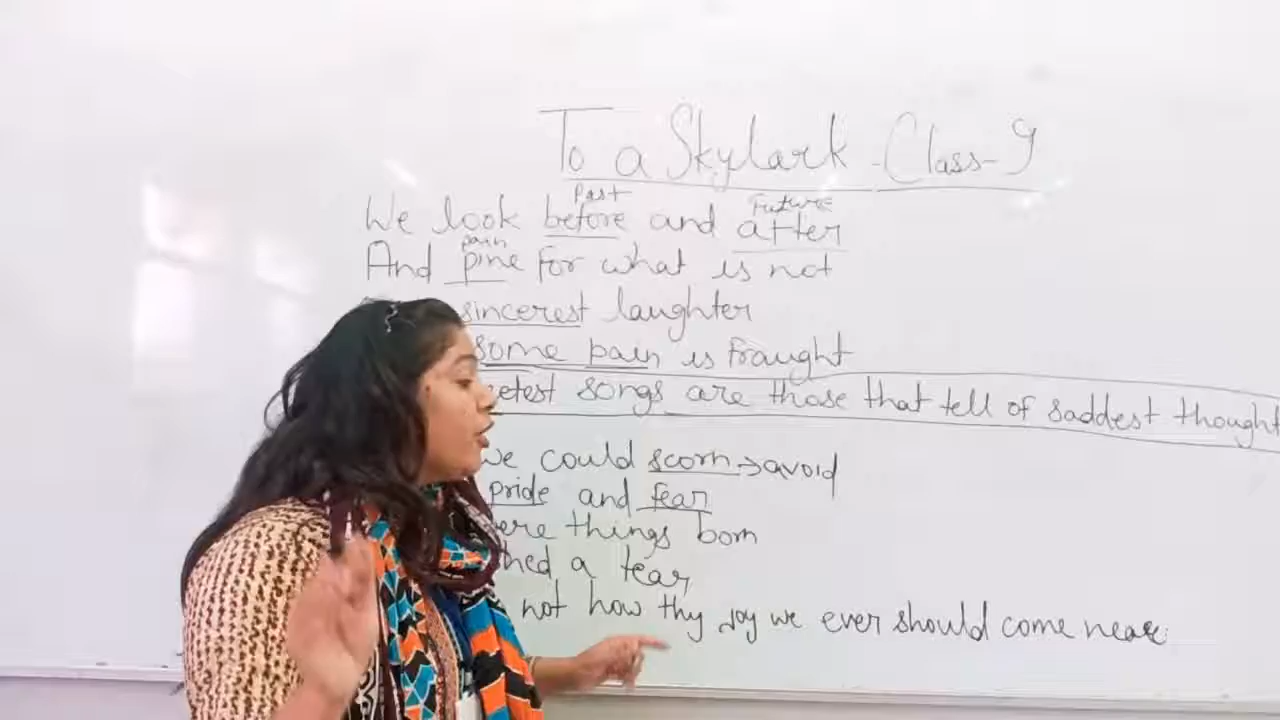 To a Skylark - Class-9
Past Future
We look before and after
pain
And pine for what is not
sincerest laughter
some pain is fraught
etest songs are those that tell of saddest thought
we could scorn → avoid
pride and fear
ere things born
hed a tear
not how thy joy we ever should come near